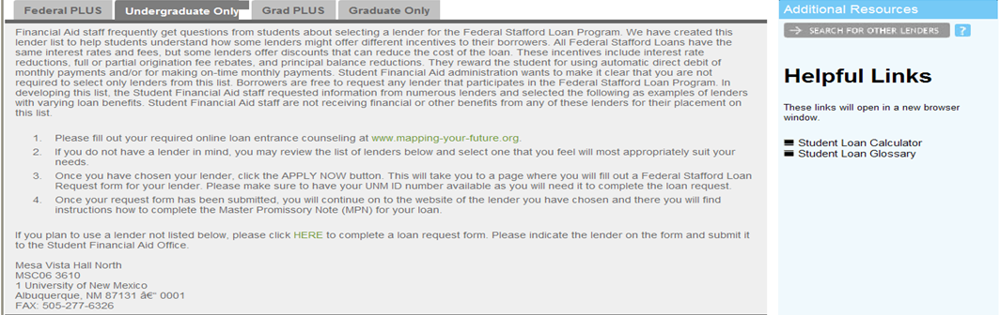 Federal PLUS
Undergraduate Only
Grad PLUS
Graduate Only
Financial Aid staff frequently get questions from students about selecting a lender for the Federal Stafford Loan Program. We have created this
lender list to help students understand how some lenders might offer different incentives to their borrowers. All Federal Stafford Loans have the
same interest rates and fees, but some lenders offer discounts that can reduce the cost of the loan. These incentives include interest rate
reductions, full or partial origination fee rebates, and principal balance reductions. They reward the student for using automatic direct debit of
monthly payments and/or for making on-time monthly payments. Student Financial Aid administration wants to make it clear that you are not
required to select only lenders from this list. Borrowers are free to request any lender that participates in the Federal Stafford Loan Program. In
developing this list, the Student Financial Aid staff requested information from numerous lenders and selected the following as examples of lenders
with varying loan benefits. Student Financial Aid staff are not receiving financial or other benefits from any of these lenders for their placement on
this list.
1. Please fill out your required online loan entrance counseling at www.mapping-your-future.org.
2. If you do not have a lender in mind, you may review the list of lenders below and select one that you feel will most appropriately suit your
needs.
3. Once you have chosen your lender, click the APPLY NOW button. This will take you to a page where you will fill out a Federal Stafford Loan
Request form for your lender. Please make sure to have your UNM ID number available as you will need it to complete the loan request.
4. Once your request form has been submitted, you will continue on to the website of the lender you have chosen and there you will find
instructions how to complete the Master Promissory Note (MPN) for your loan.
If you plan to use a lender not listed below, please click HERE to complete a loan request form. Please indicate the lender on the form and submit it
to the Student Financial Aid Office.
Mesa Vista Hall North
MSC06 3610
1 University of New Mexico
Albuquerque, NM 87131 â€“ 0001
FAX: 505-277-6326
Additional Resources
SEARCH FOR OTHER LENDERS ?
Helpful Links
These links will open in a new browser
window.
Student Loan Calculator
Student Loan Glossary